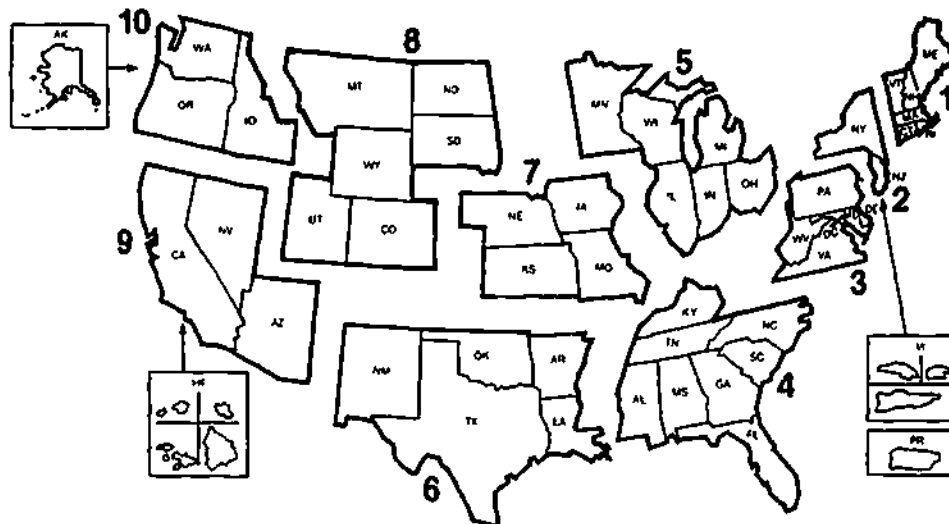 10
AK
WA
OR
ID
8
MT
ND
SD
WY
UT
CO
5
MN
WI
MI
IL
IN
OH
1
ME
VT
MA
NY
NJ
2
PA
DE
DC
WV
VA
3
7
NE
IA
KS
MO
9
CA
NV
AZ
HI
6
NM
OK
TX
AR
LA
4
KY
TN
NC
SC
AL
MS
GA
FL
VI
PR